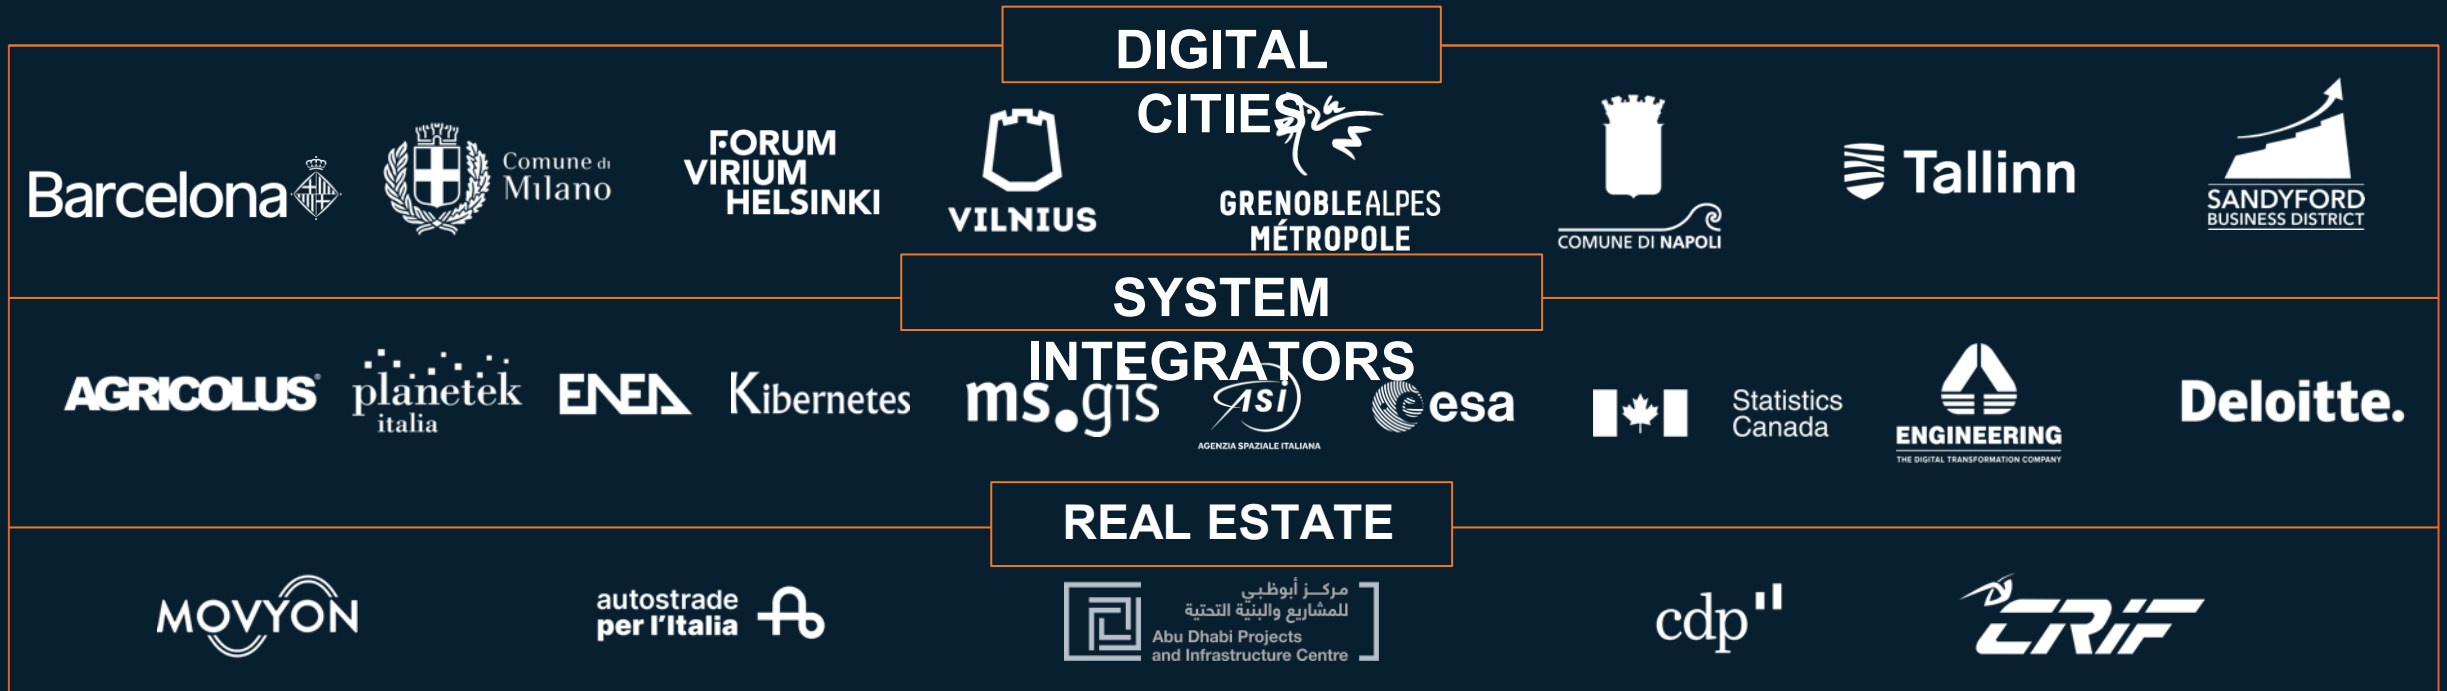 DIGITAL
CITIES
Barcelona
Comune di
Milano
FORUM
VIRIUM
HELSINKI
VILNIUS
GRENOBLEALPES
MÉTROPOLE
COMUNE DI NAPOLI
Tallinn
SANDYFORD
BUSINESS DISTRICT
SYSTEM
INTEGRATORS
AGRICOLUS®
planetek
italia
ENEA
Kibernetes
ms.gis
asi
AGENZIA SPAZIALE ITALIANA
esa
Statistics
Canada
ENGINEERING
THE DIGITAL TRANSFORMATION COMPANY
Deloitte.
REAL ESTATE
MOVYON
autostrade
per l'Italia
مركز أبوظبي
للمشاريع والبنية التحتية
Abu Dhabi Projects
and Infrastructure Centre
cdp
CRIF